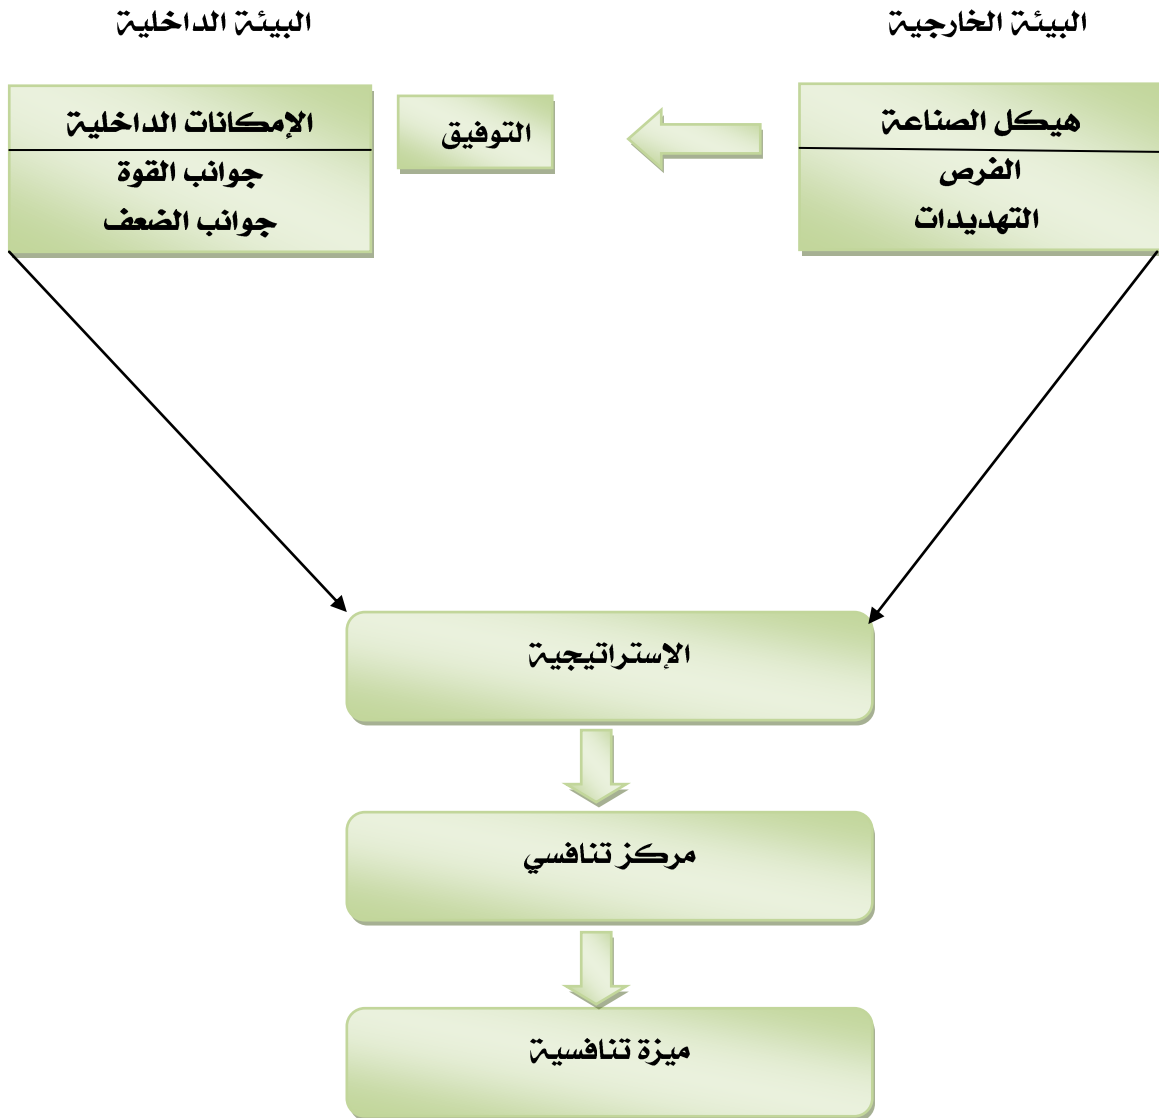 البيئة الخارجية
البيئة الداخلية
هيكل الصناعة
الفرص
التهديدات
التوفيق
الإمكانات الداخلية
جوانب القوة
جوانب الضعف
الإستراتيجية
مركز تنافسي
ميزة تنافسية